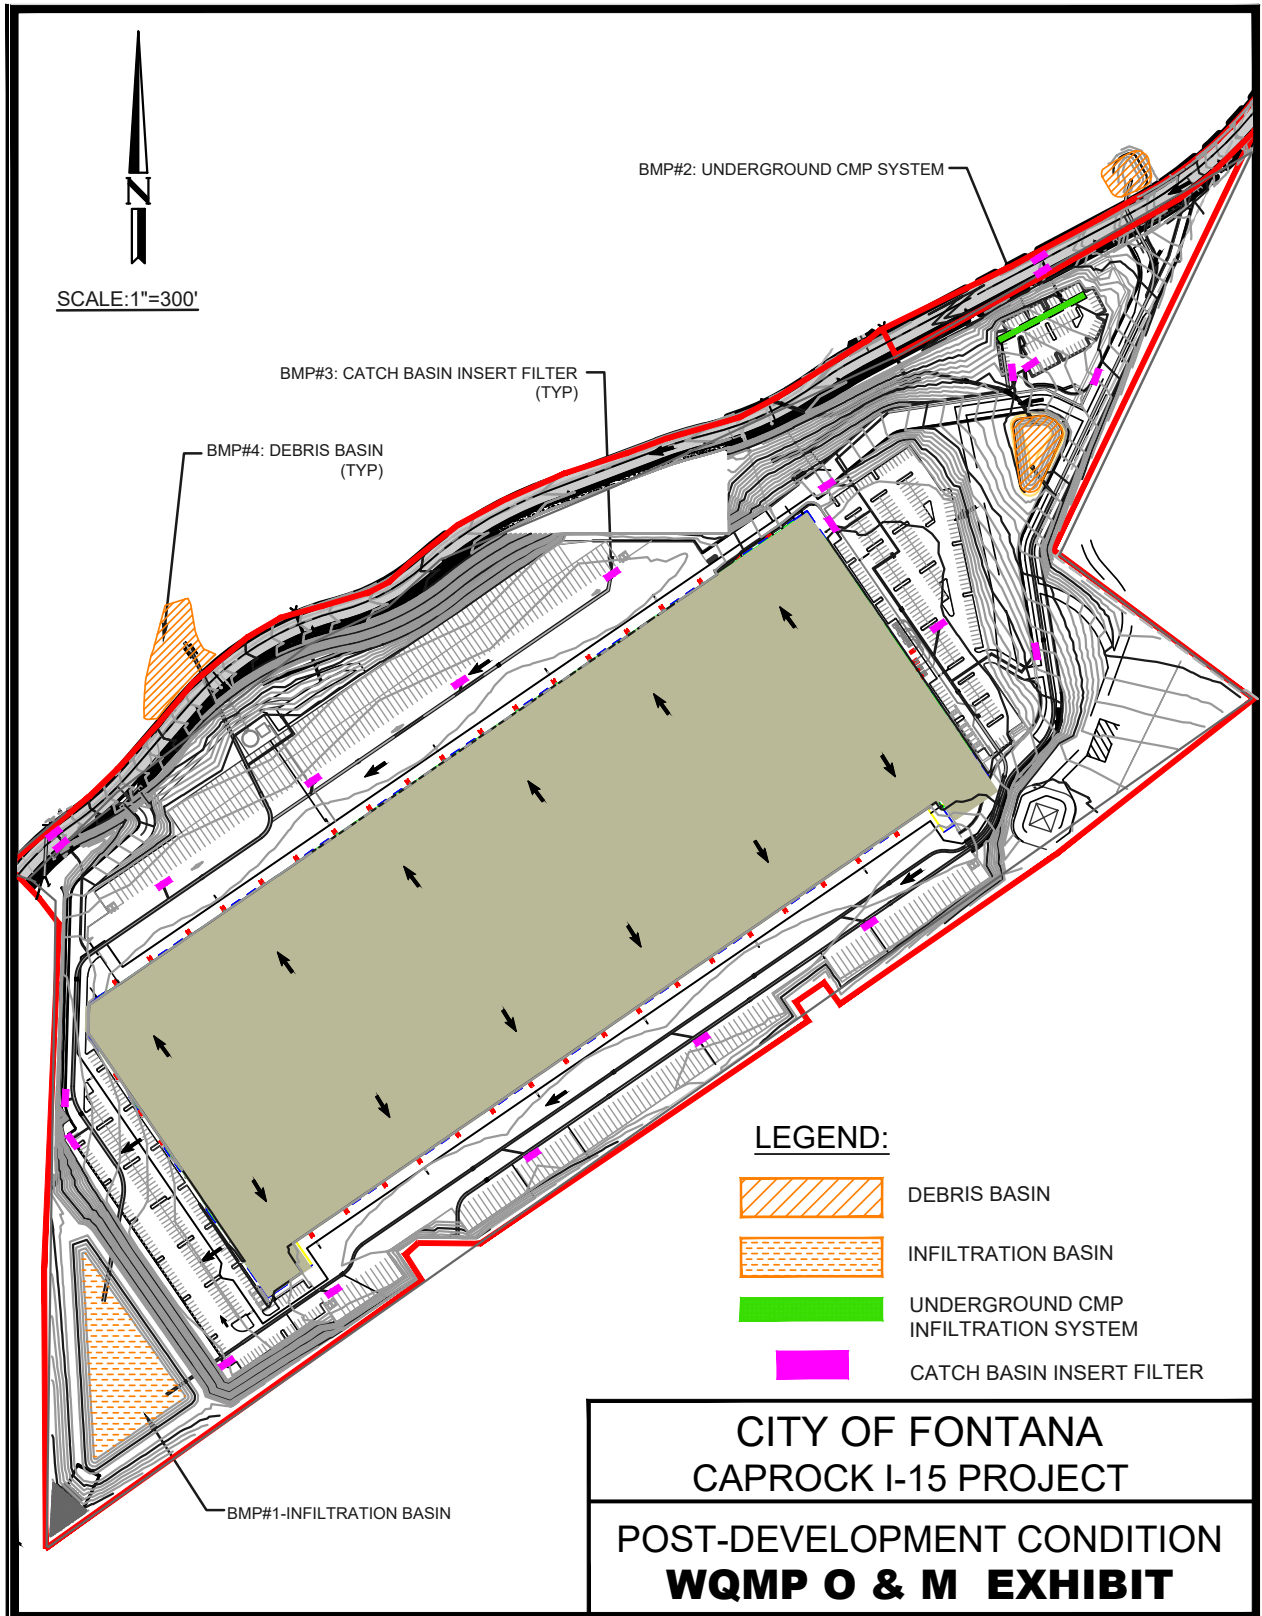 BMP#2: UNDERGROUND CMP SYSTEM
N
SCALE:1"=300'
BMP#3: CATCH BASIN INSERT FILTER
(TYP)
BMP#4: DEBRIS BASIN
(TYP)
LEGEND:
DEBRIS BASIN
INFILTRATION BASIN
UNDERGROUND CMP
INFILTRATION SYSTEM
CATCH BASIN INSERT FILTER
BMP#1-INFILTRATION BASIN
CITY OF FONTANA
CAPROCK I-15 PROJECT
POST-DEVELOPMENT CONDITION
WQMP O & M EXHIBIT